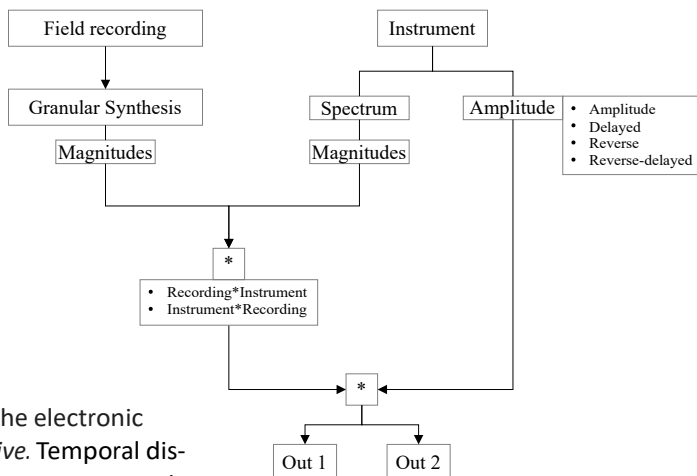 Field recording
Instrument
Granular Synthesis
Spectrum
Amplitude
• Amplitude
• Delayed
• Reverse
• Reverse-delayed
Magnitudes
Magnitudes
*
• Recording*Instrument
• Instrument*Recording
*
he electronic
ive. Temporal dis-
Out 1
Out 2